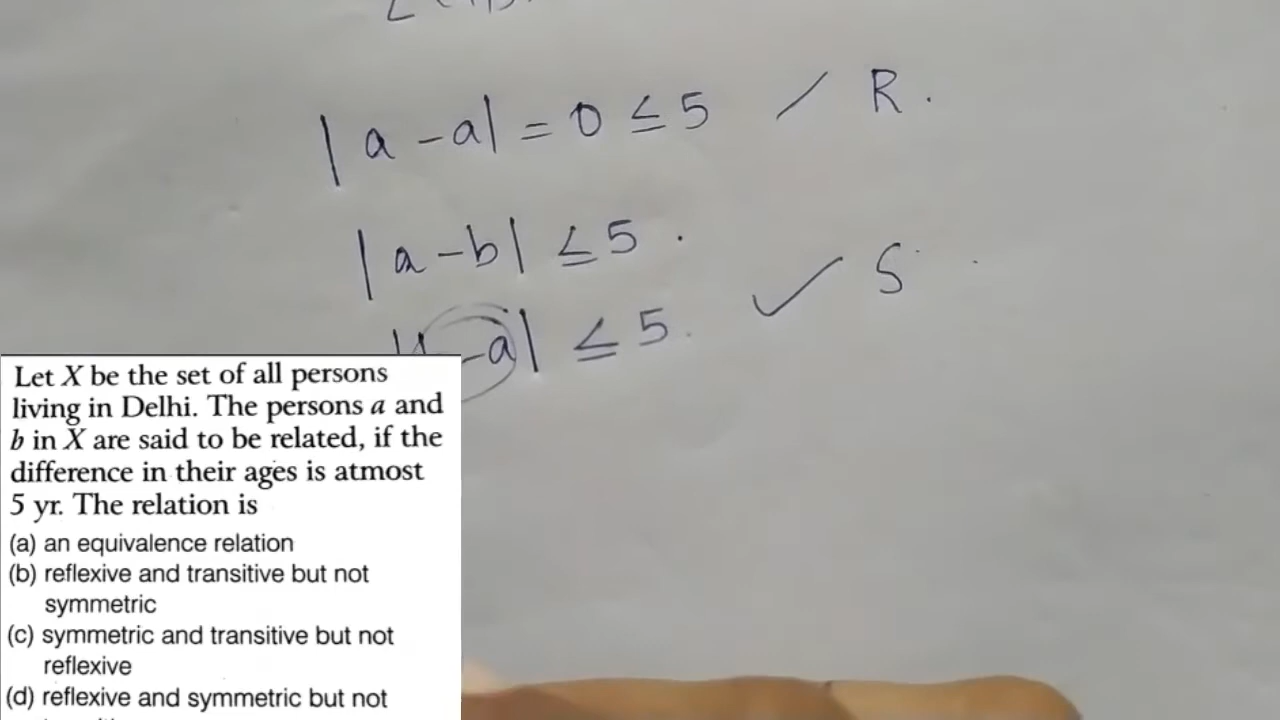 |a - a| = 0 ≤ 5 / R.
|a - b| ≤ 5.
- a| ≤ 5. ✓ S
Let X be the set of all persons
living in Delhi. The persons a and
b in X are said to be related, if the
difference in their ages is atmost
5 yr. The relation is
(a) an equivalence relation
(b) reflexive and transitive but not
symmetric
(c) symmetric and transitive but not
reflexive
(d) reflexive and symmetric but not